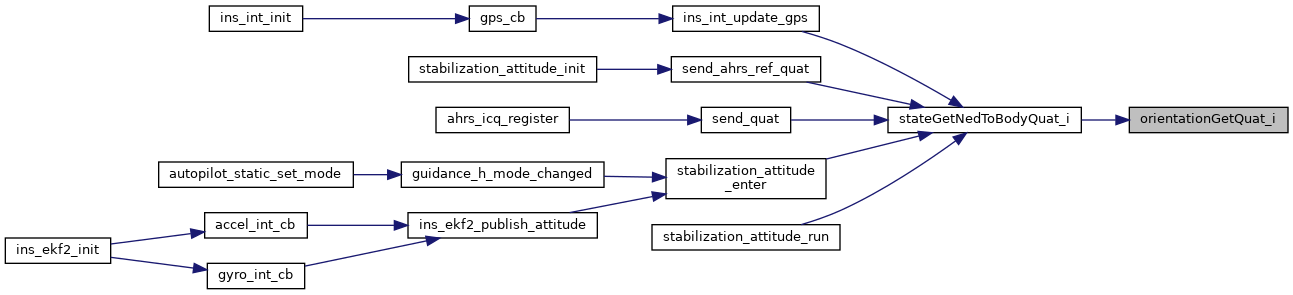 ins_int_init
gps_cb
ins_int_update_gps
stabilization_attitude_init
send_ahrs_ref_quat
ahrs_icq_register
send_quat
stateGetNedToBodyQuat_i
orientationGetQuat_i
autopilot_static_set_mode
guidance_h_mode_changed
stabilization_attitude
_enter
accel_int_cb
ins_ekf2_publish_attitude
stabilization_attitude_run
ins_ekf2_init
gyro_int_cb